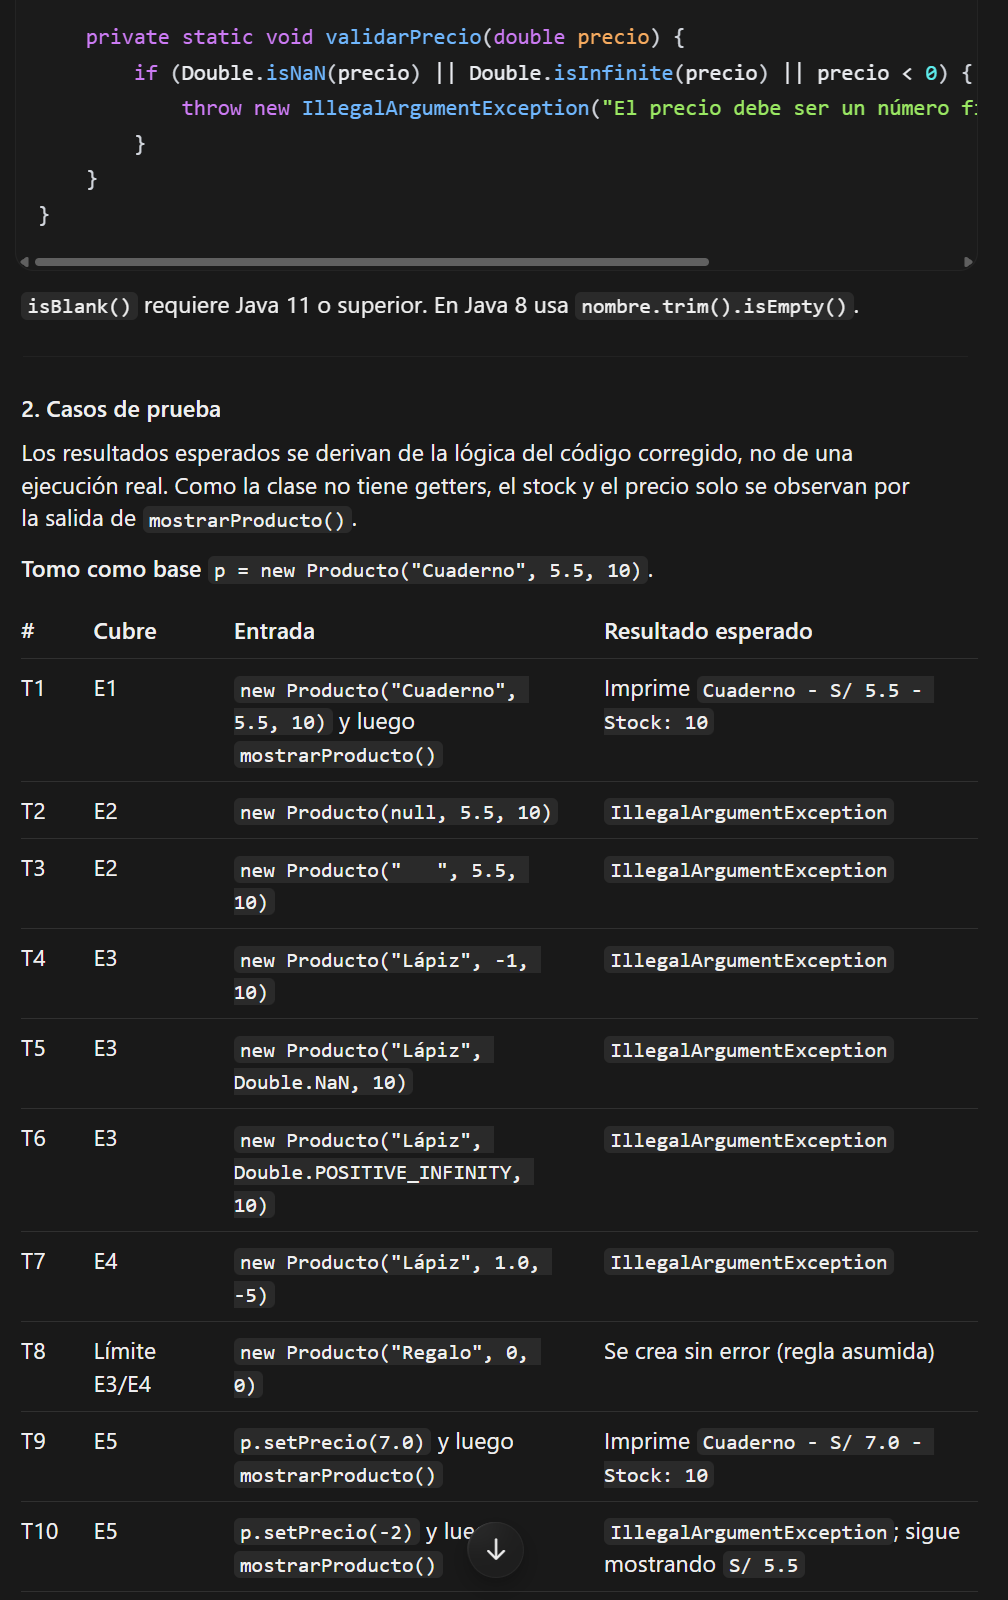 private static void validarPrecio(double precio) {
if (Double.isNaN(precio) || Double.isInfinite(precio) || precio < 0) {
throw new IllegalArgumentException("El precio debe ser un número
}
}
}
isBlank() requiere Java 11 o superior. En Java 8 usa nombre.trim().isEmpty().
2. Casos de prueba
Los resultados esperados se derivan de la lógica del código corregido, no de una
ejecución real. Como la clase no tiene getters, el stock y el precio solo se observan por
la salida de mostrarProducto().
Tomo como base p = new Producto("Cuaderno", 5.5, 10).
# Cubre Entrada Resultado esperado
T1 E1 new Producto("Cuaderno", Imprime Cuaderno - S/ 5.5 -
5.5, 10) y luego Stock: 10
mostrarProducto()
T2 E2 new Producto(null, 5.5, 10) IllegalArgumentException
T3 E2 new Producto("   ", 5.5, IllegalArgumentException
10)
T4 E3 new Producto("Lápiz", -1, IllegalArgumentException
10)
T5 E3 new Producto("Lápiz", IllegalArgumentException
Double.NaN, 10)
T6 E3 new Producto("Lápiz", IllegalArgumentException
Double.POSITIVE_INFINITY,
10)
T7 E4 new Producto("Lápiz", 1.0, IllegalArgumentException
-5)
T8 Límite new Producto("Regalo", 0, Se crea sin error (regla asumida)
E3/E4 0)
T9 E5 p.setPrecio(7.0) y luego Imprime Cuaderno - S/ 7.0 -
mostrarProducto() Stock: 10
T10 E5 p.setPrecio(-2) y IllegalArgumentException; sigue
mostrarProducto() mostrando S/ 5.5